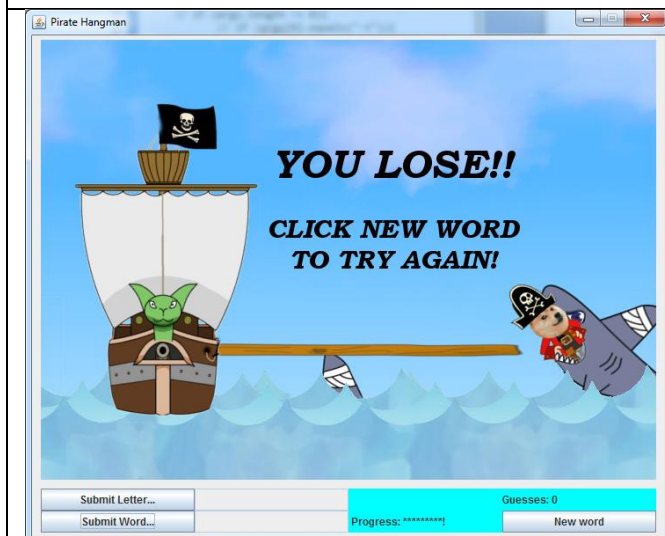 Pirate Hangman
YOU LOSE!!
CLICK NEW WORD
TO TRY AGAIN!
Submit Letter...
Guesses: 0
Submit Word...
Progress: *********!
New word